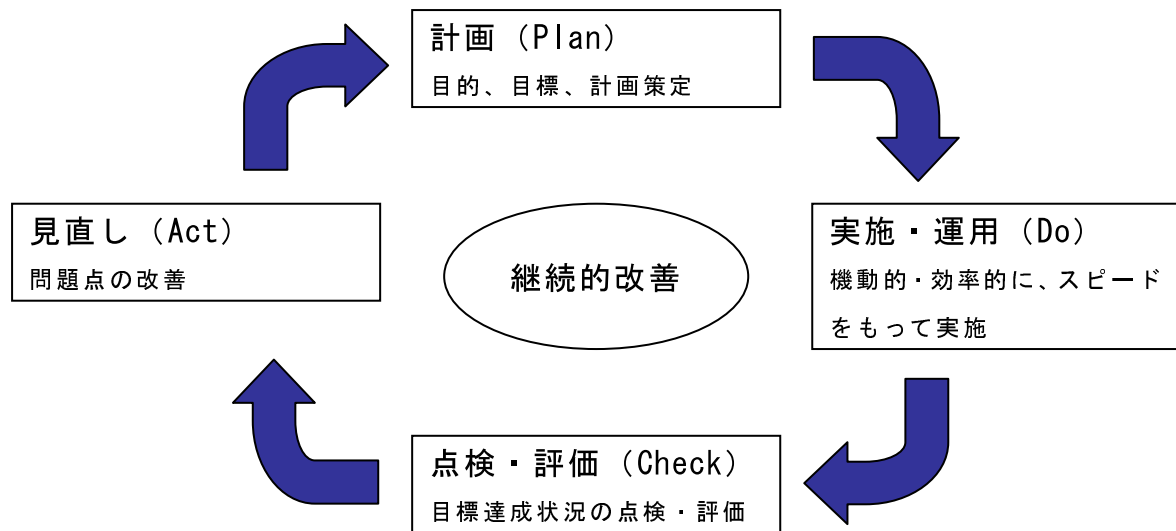 計画（Plan）
目的、目標、計画策定
見直し（Act）
問題点の改善
継続的改善
実施・運用（Do）
機動的・効率的に、スピード
をもって実施
点検・評価（Check）
目標達成状況の点検・評価